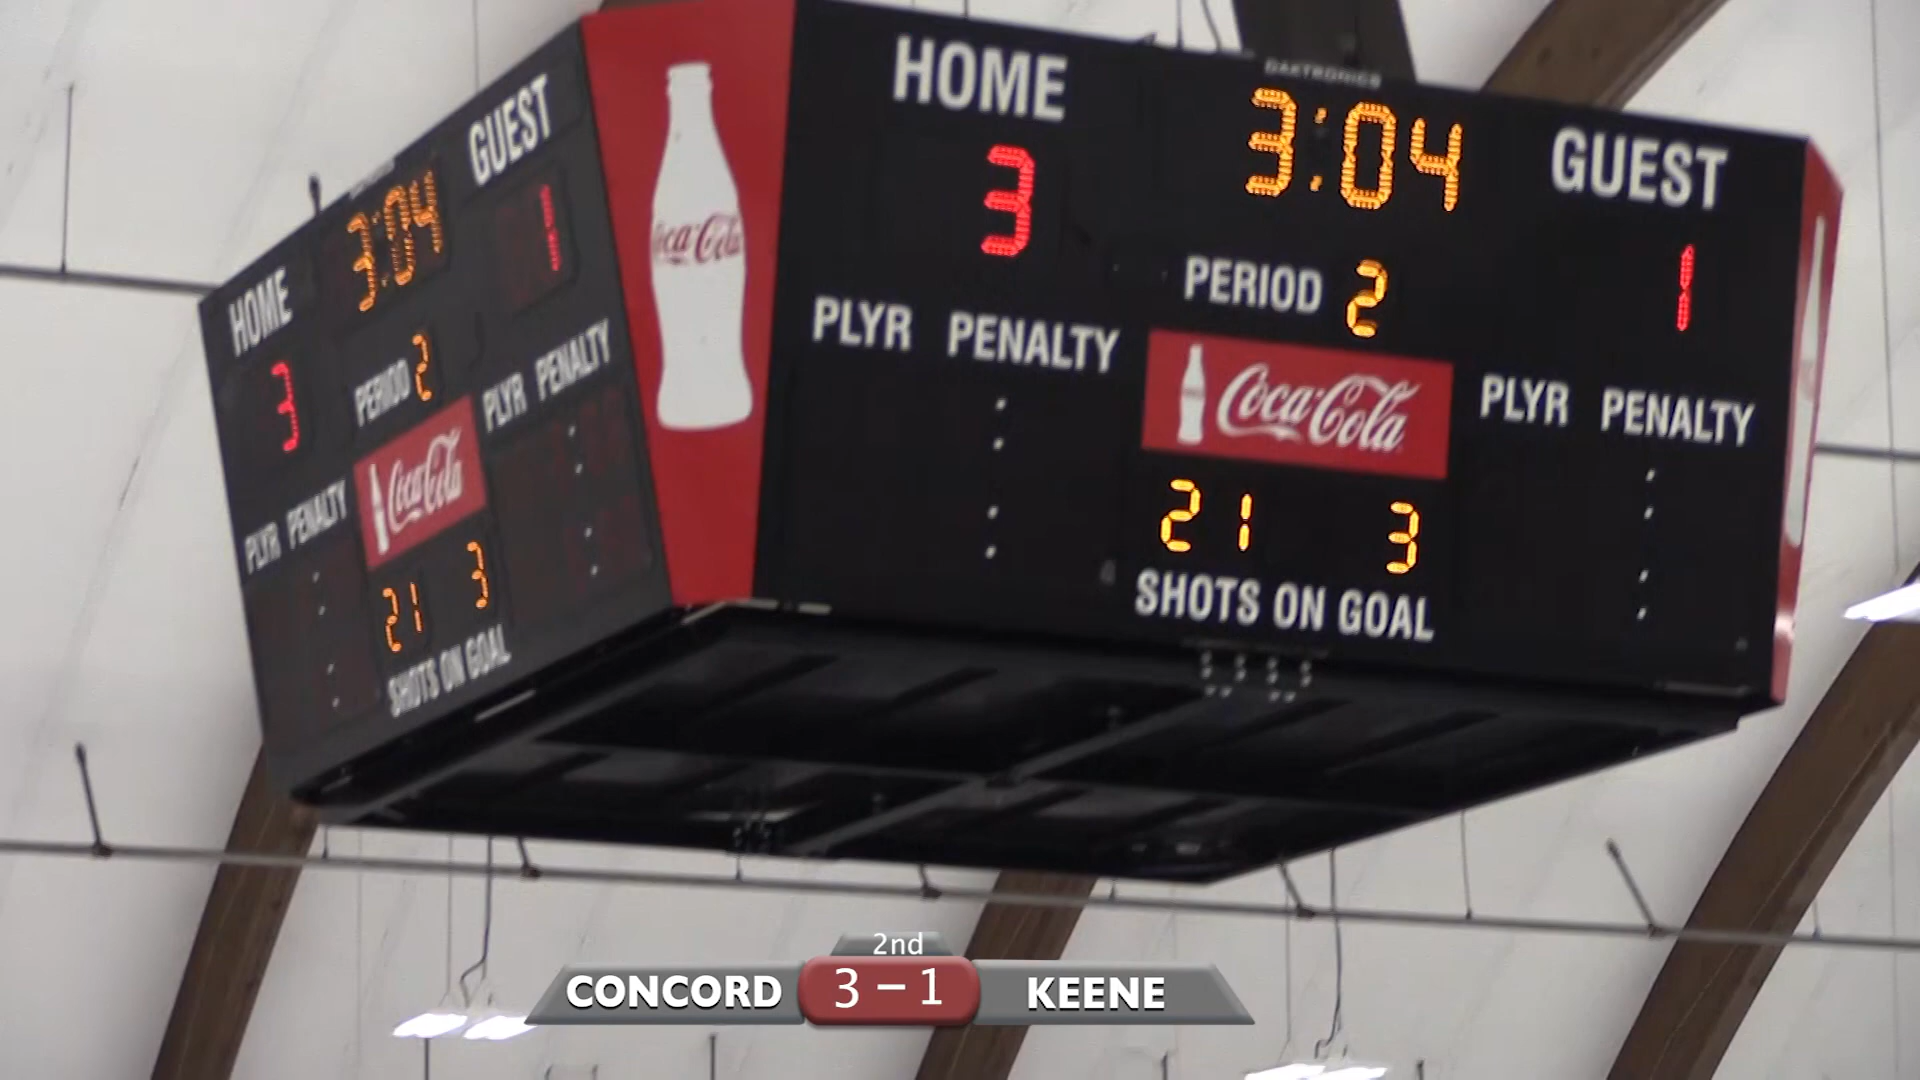 HOME
3:04
GUEST
3
1
PERIOD 2
PLYR PENALTY
PLYR PENALTY
Coca-Cola
21 3
SHOTS ON GOAL
DAKTRONICS
Coca-Cola
HOME
3:04
GUEST
3
1
PERIOD 2
PLYR PENALTY
PLYR PENALTY
Coca-Cola
21 3
SHOTS ON GOAL
2nd
CONCORD 3 – 1 KEENE